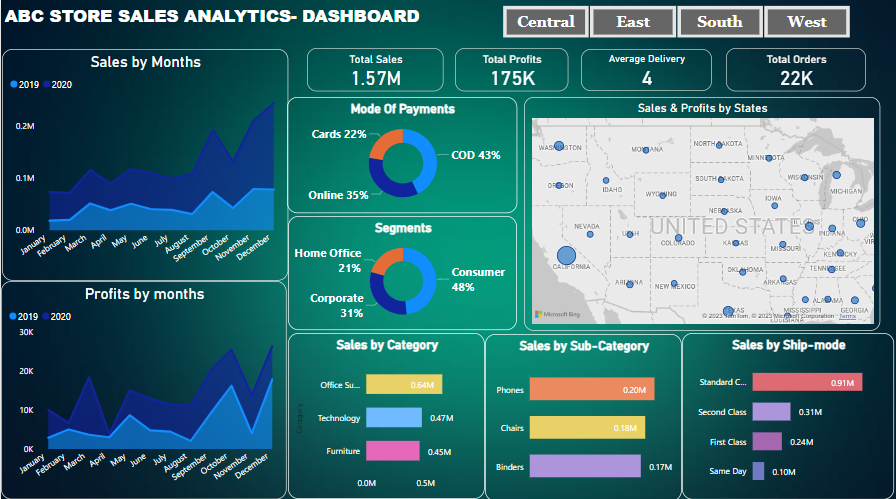 ABC STORE SALES ANALYTICS- DASHBOARD
Central East South West
Sales by Months
2019 2020
0.2M
0.1M
0.0M
January February March April May June July August September October November December
Total Sales
1.57M
Total Profits
175K
Average Delivery
4
Total Orders
22K
Mode Of Payments
Cards 22%
COD 43%
Online 35%
Segments
Home Office
21%
Consumer
48%
Corporate
31%
Sales & Profits by States
WASHINGTON
MONTANA
NORTH DAKOTA
MINNESOTA
OREGON
IDAHO
SOUTH DAKOTA
WISCONSIN
MICHIGAN
WYOMING
IOWA
NEBRASKA
NEVADA
UTAH
UNITED STATES
ILLINOIS
INDIANA
OHIO
COLORADO
KANSAS
MISSOURI
VIR
KENTUCKY
CALIFORNIA
OKLAHOMA
TENNESSEE
ARIZONA
NEW MEXICO
ARKANSAS
TEXAS
MISSISSIPPI
ALABAMA
GEORGIA
LOUISIANA
Microsoft Bing
© 2023 TomTom, © 2023 Microsoft Corporation Terms
Profits by months
2019 2020
30K
20K
10K
0K
January February March April May June July August September October November December
Sales by Category
Category
Office Su... 0.64M
Technology 0.47M
Furniture 0.45M
0.0M 0.5M
Sales by Sub-Category
Phones 0.20M
Chairs 0.18M
Binders 0.17M
Sales by Ship-mode
Standard C... 0.91M
Second Class 0.31M
First Class 0.24M
Same Day 0.10M